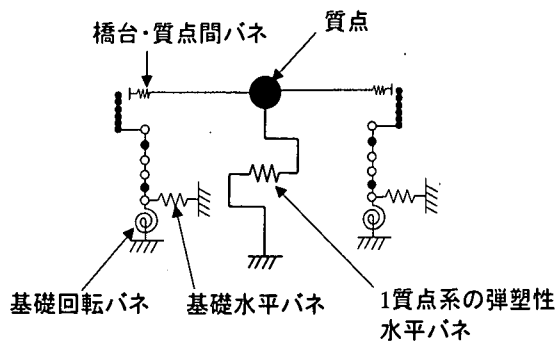 質点
橋台・質点間バネ
基礎回転バネ
基礎水平バネ
1質点系の弾塑性
水平バネ